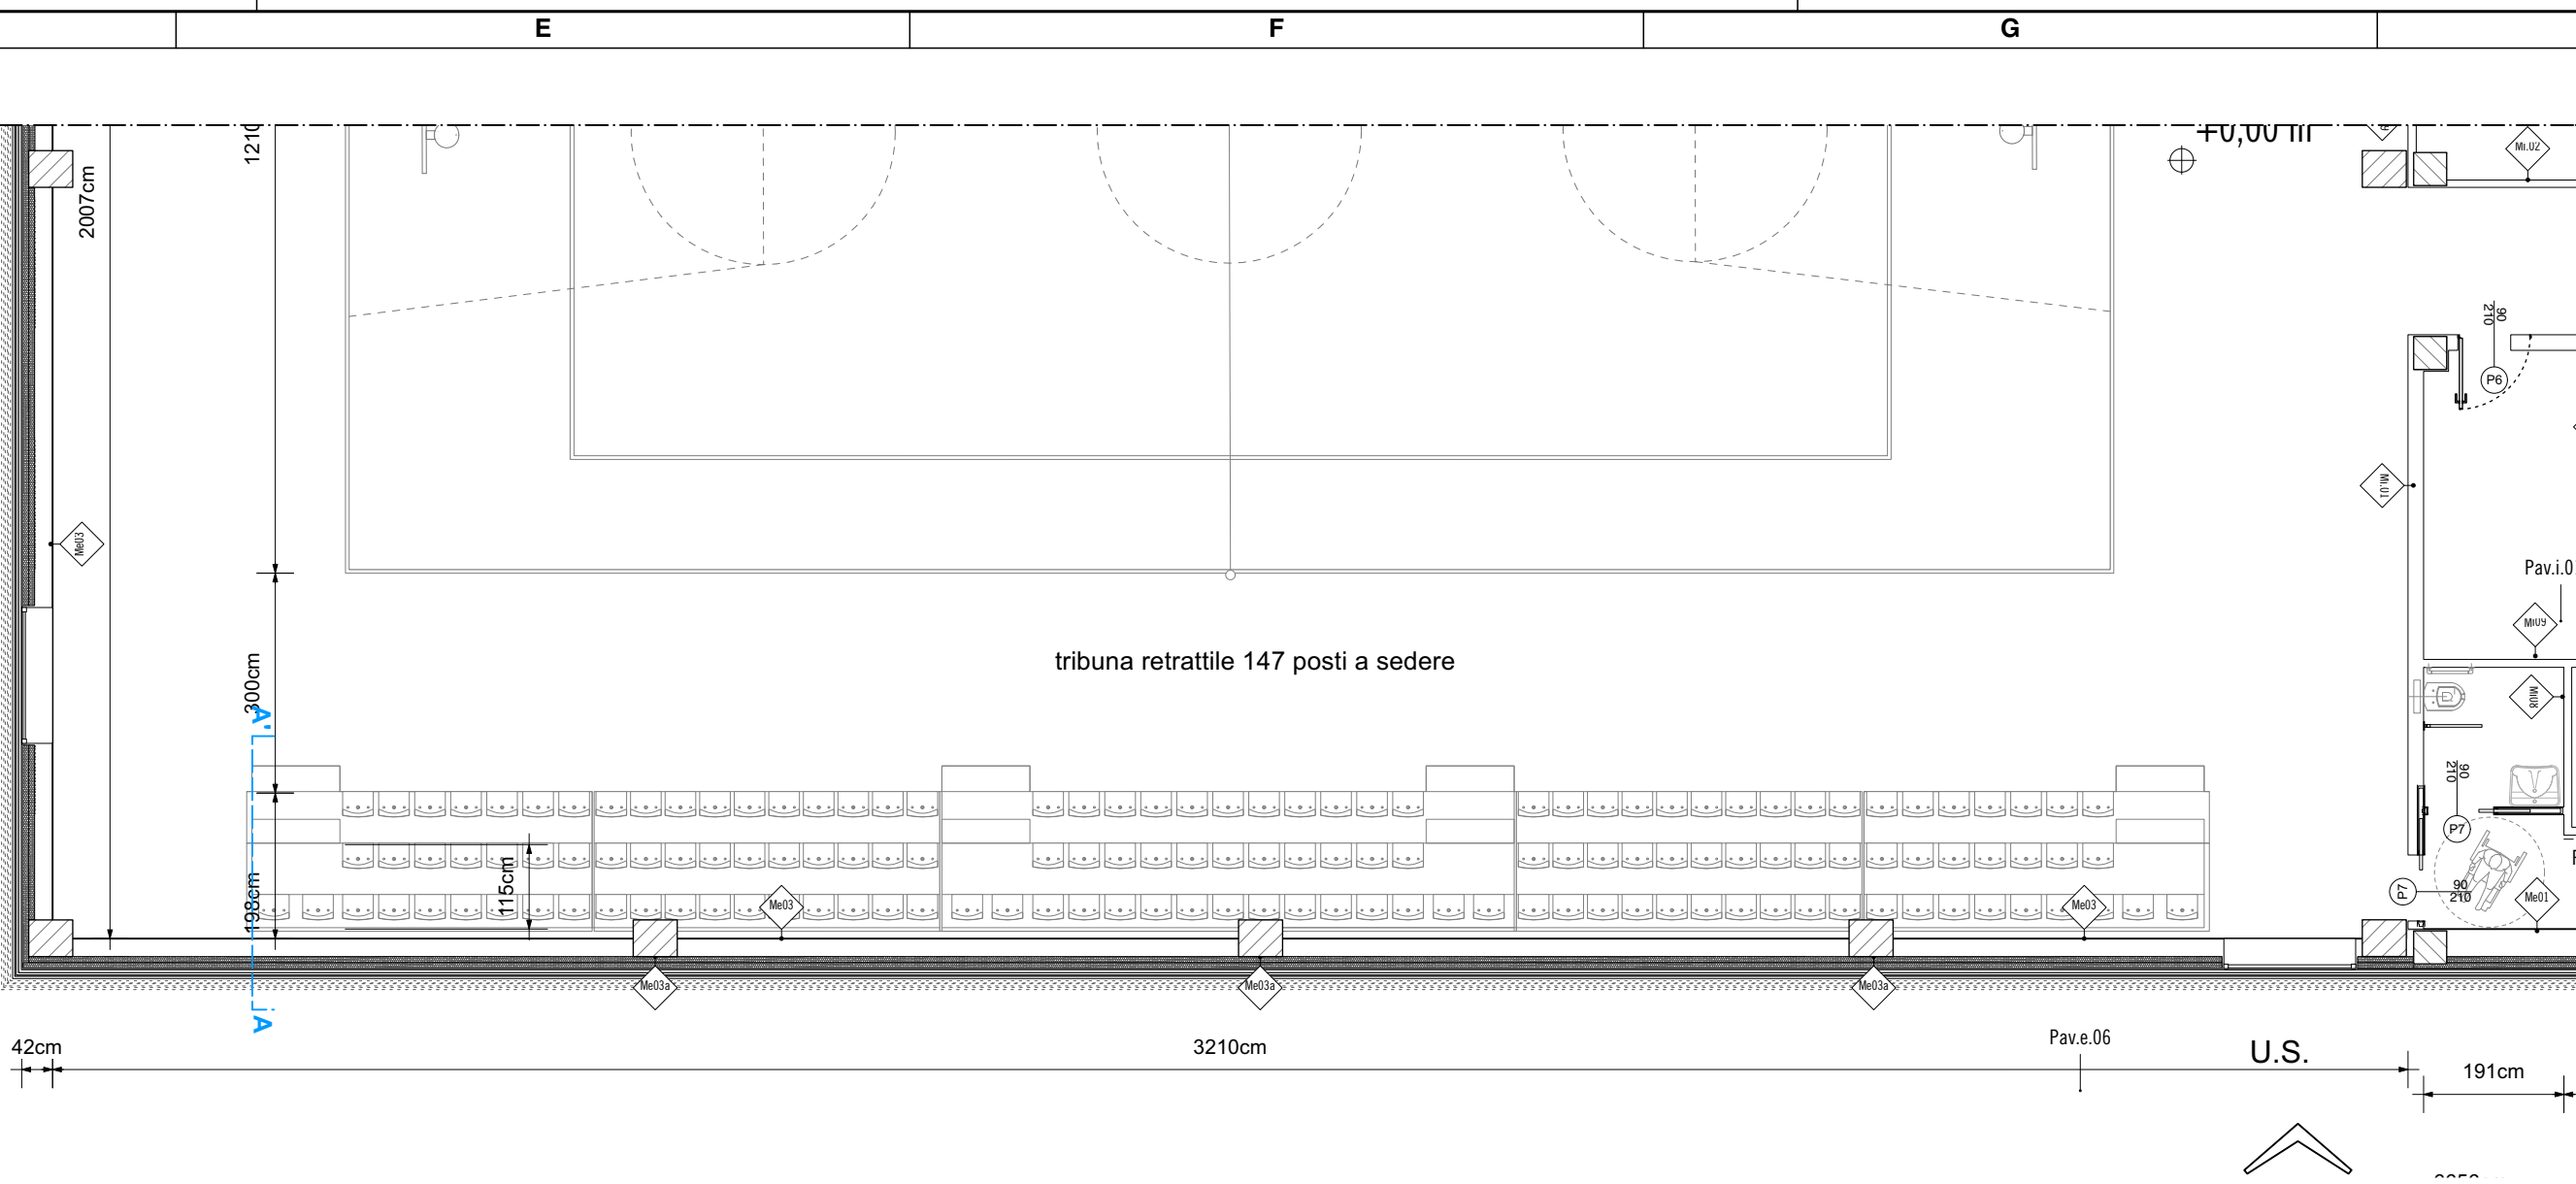 E
F
G
1210
+0,00 m
Mi.02
2007cm
90
210
P6
Me03
Mi.01
Pav.i.0
Mi09
tribuna retrattile 147 posti a sedere
300cm
A'
Mi08
90
210
P7
198cm
115cm
Me03
Me03
P7
90
210
Me01
Me03a
Me03a
Me03a
A
42cm
3210cm
Pav.e.06
U.S.
191cm